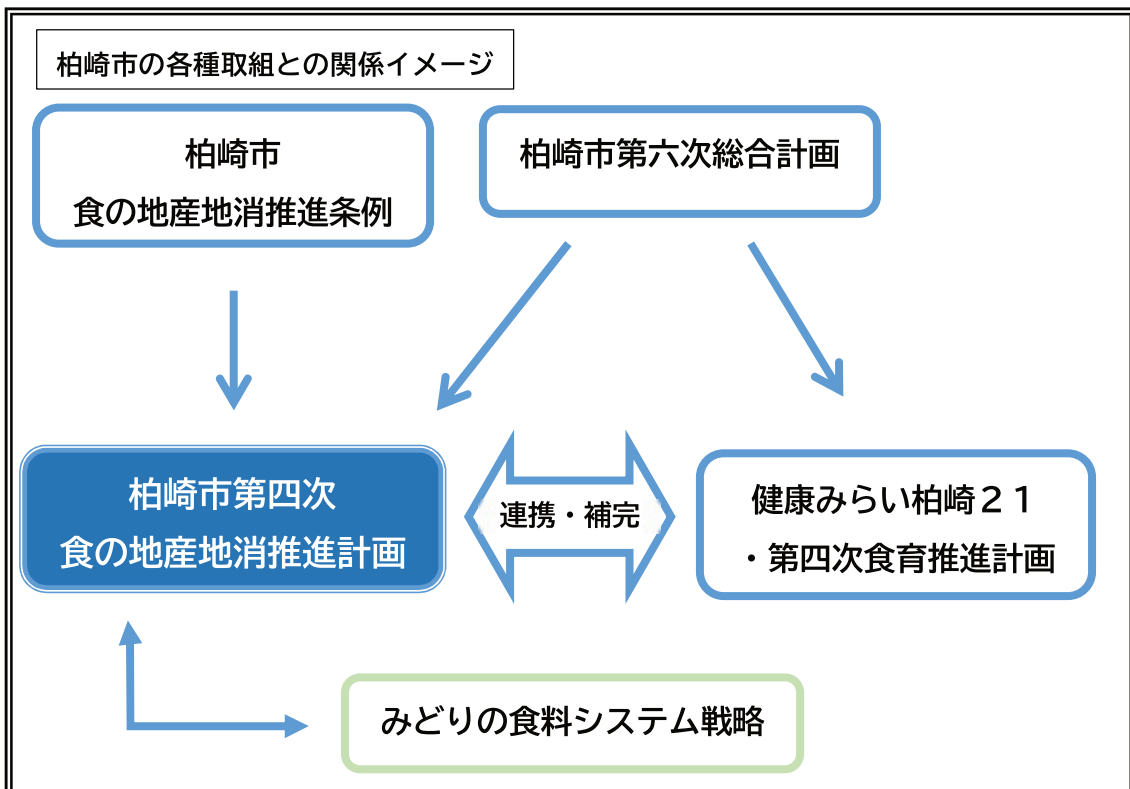 柏崎市の各種取組との関係イメージ
柏崎市
食の地産地消推進条例
柏崎市第六次総合計画
柏崎市第四次
食の地産地消推進計画
連携・補完
健康みらい柏崎２１
・第四次食育推進計画
みどりの食料システム戦略